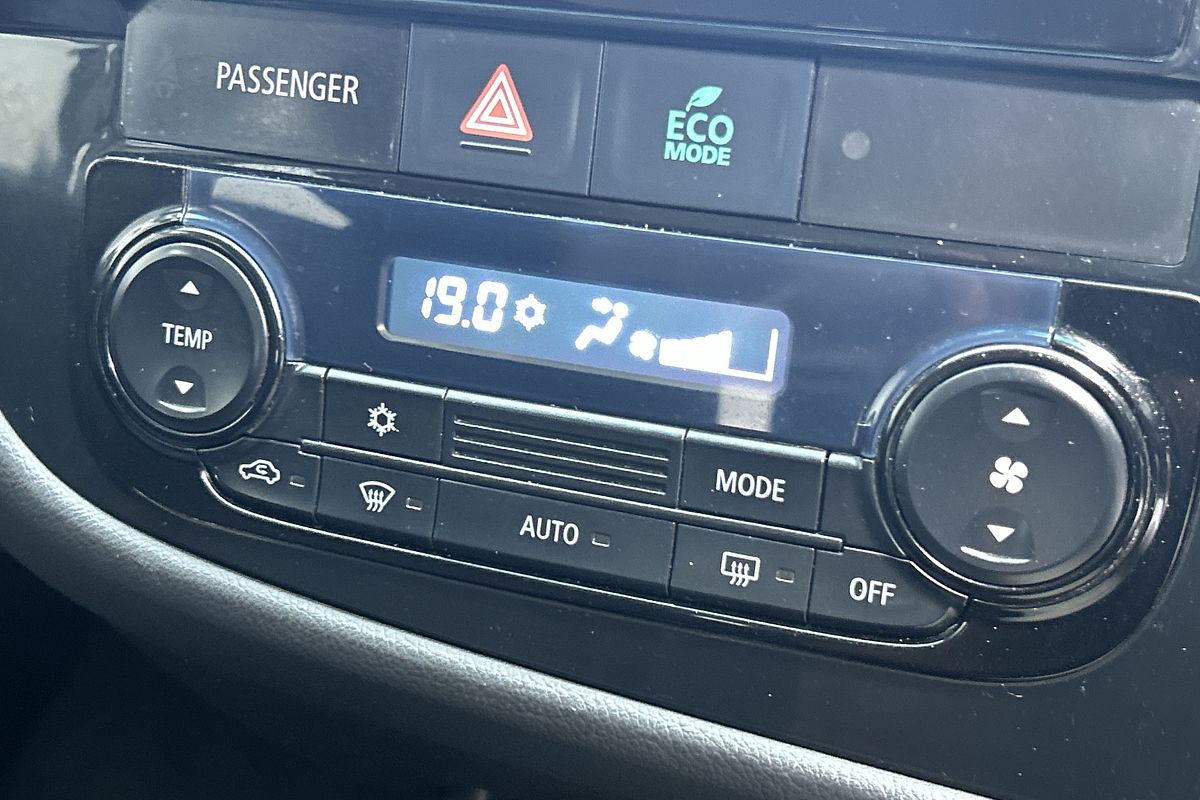 PASSENGER
ECO
MODE
19.0
TEMP
MODE
AUTO
OFF